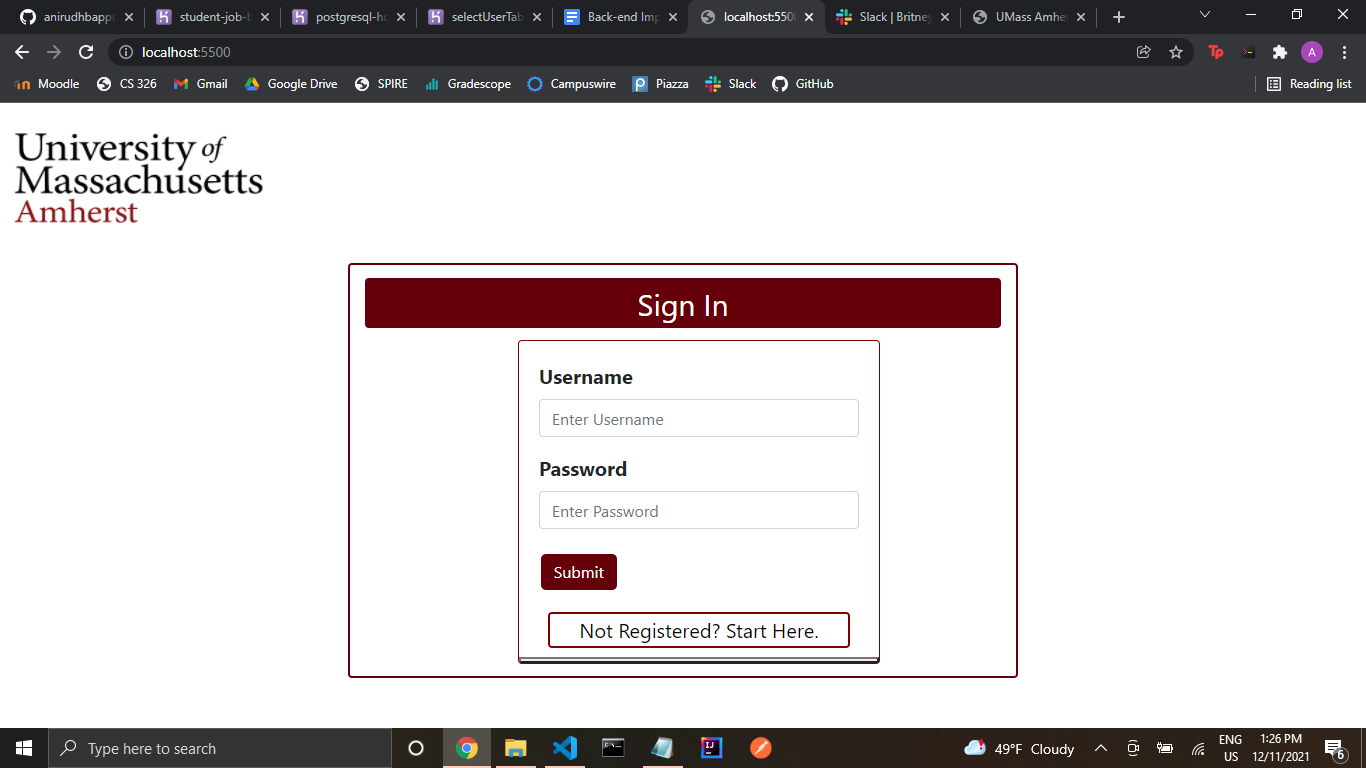 anirudhbappu
student-job-b
postgresql-ho
selectUserTab
Back-end Imp
localhost:550
Slack | Britney
UMass Amhe
localhost:5500
Tp
A
Moodle
CS 326
Gmail
Google Drive
SPIRE
Gradescope
Campuswire
Piazza
Slack
GitHub
Reading list
University of
Massachusetts
Amherst
Sign In
Username
Enter Username
Password
Enter Password
Submit
Not Registered? Start Here.
Type here to search
49°F Cloudy
ENG
US
1:26 PM
12/11/2021
6